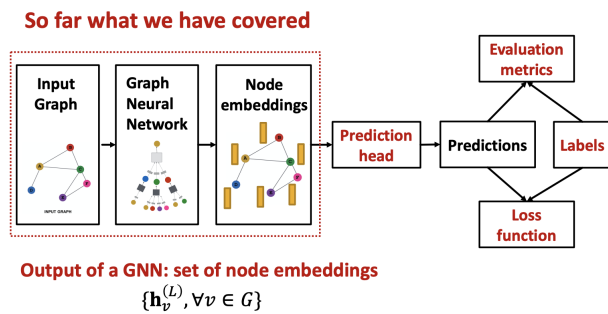 So far what we have covered
Input
Graph
Graph
Neural
Network
Node
embeddings
Prediction
head
Predictions
Evaluation
metrics
Labels
Loss
function
INPUT GRAPH
Output of a GNN: set of node embeddings
{𝐡_v^(L), ∀v ∈ G}